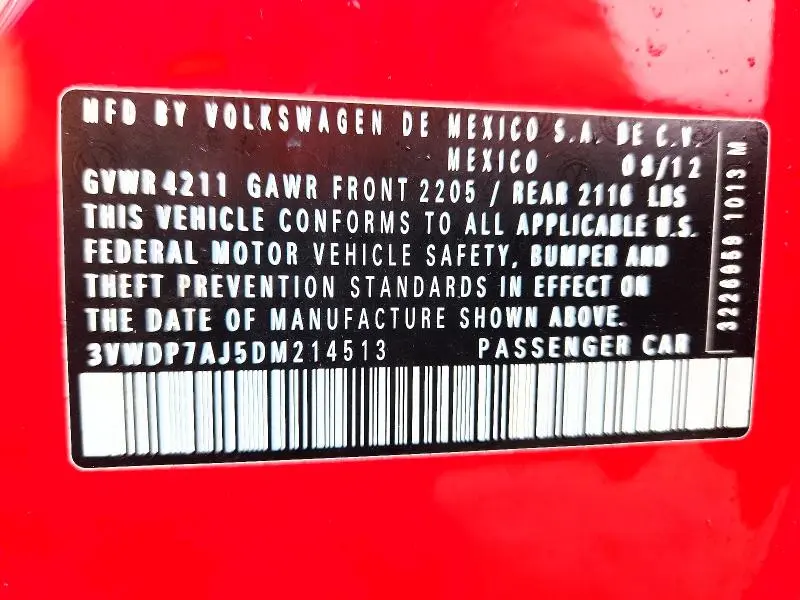 MFD BY VOLKSWAGEN DE MEXICO S.A. DE C.V.
MEXICO 08/12
GVWR 4211 GAWR FRONT 2205 / REAR 2116 LBS
THIS VEHICLE CONFORMS TO ALL APPLICABLE U.S.
FEDERAL MOTOR VEHICLE SAFETY, BUMPER AND
THEFT PREVENTION STANDARDS IN EFFECT ON
THE DATE OF MANUFACTURE SHOWN ABOVE.
3VWDP7AJ5DM214513 PASSENGER CAR
3226959 1013 M